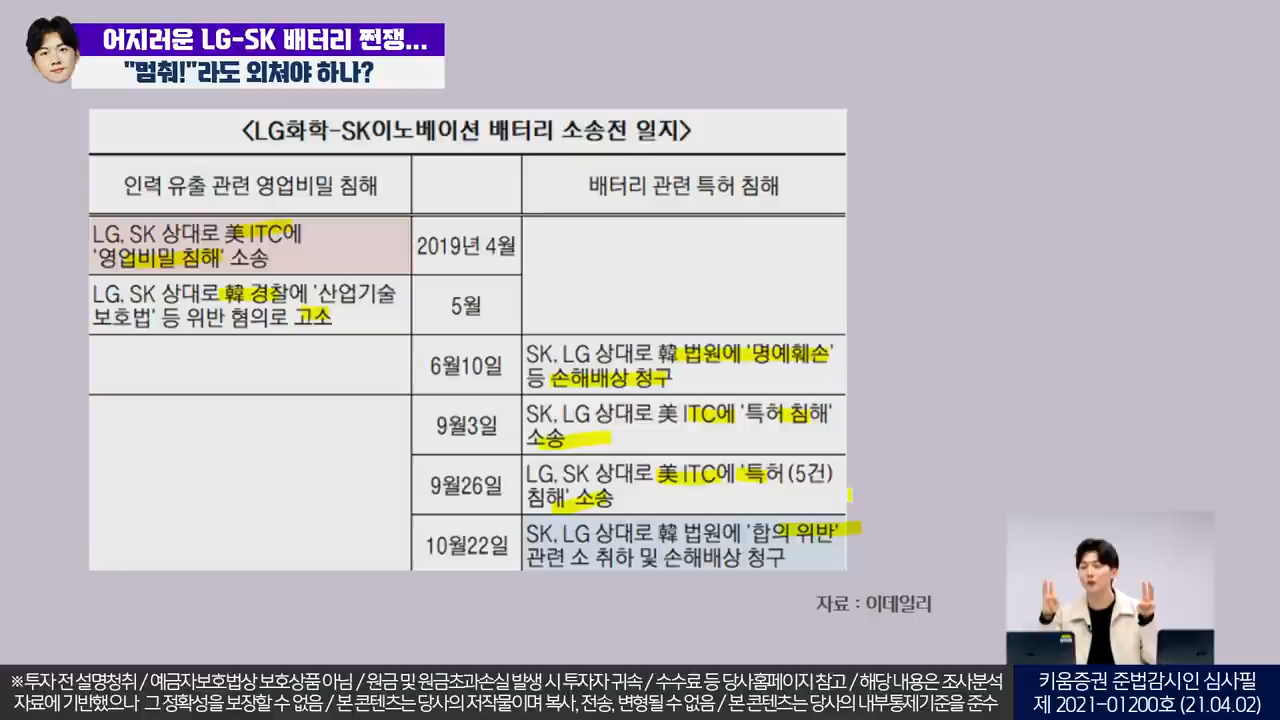 어지러운 LG-SK 배터리 쩐쟁...
"멈춰!"라도 외쳐야 하나?
<LG화학-SK이노베이션 배터리 소송전 일지>
인력 유출 관련 영업비밀 침해
배터리 관련 특허 침해
LG, SK 상대로 美 ITC에
'영업비밀 침해' 소송
2019년 4월
LG, SK 상대로 韓 경찰에 '산업기술
보호법' 등 위반 혐의로 고소
5월
6월10일
SK, LG 상대로 韓 법원에 '명예훼손'
등 손해배상 청구
9월3일
SK, LG 상대로 美 ITC에 '특허 침해'
소송
9월26일
LG, SK 상대로 美 ITC에 '특허 (5건)
침해' 소송
10월22일
SK, LG 상대로 韓 법원에 '합의 위반'
관련 소 취하 및 손해배상 청구
자료 : 이데일리
※투자 전 설명청취 / 예금자보호법상 보호상품 아님 / 원금 및 원금초과손실 발생 시 투자자 귀속 / 수수료 등 당사홈페이지 참고 / 해당 내용은 조사분석
자료에 기반했으나 그 정확성을 보장할 수 없음 / 본 콘텐츠는 당사의 저작물이며 복사, 전송, 변형될 수 없음 / 본 콘텐츠는 당사의 내부통제기준을 준수
키움증권 준법감시인 심사필
제 2021-01200호 (21.04.02)